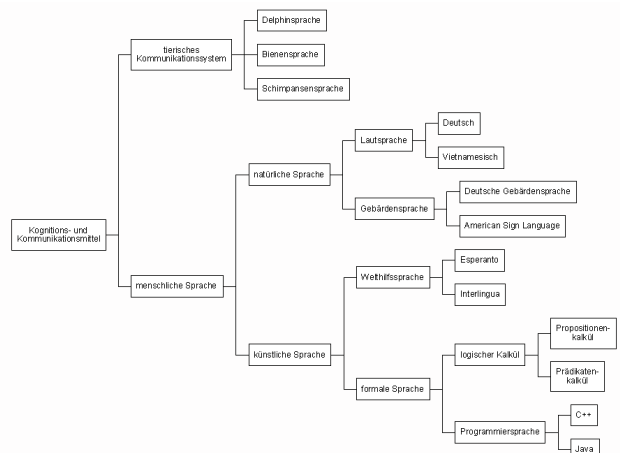 Delphinsprache
tierisches
Kommunikationssystem
Bienensprache
Schimpansensprache
Deutsch
Lautsprache
Vietnamesisch
natürliche Sprache
Deutsche Gebärdensprache
Gebärdensprache
American Sign Language
Kognitions- und
Kommunikationsmittel
Esperanto
Welthilfssprache
menschliche Sprache
Interlingua
Propositionen-
kalkül
künstliche Sprache
logischer Kalkül
Prädikaten-
kalkül
formale Sprache
C++
Programmiersprache
Java